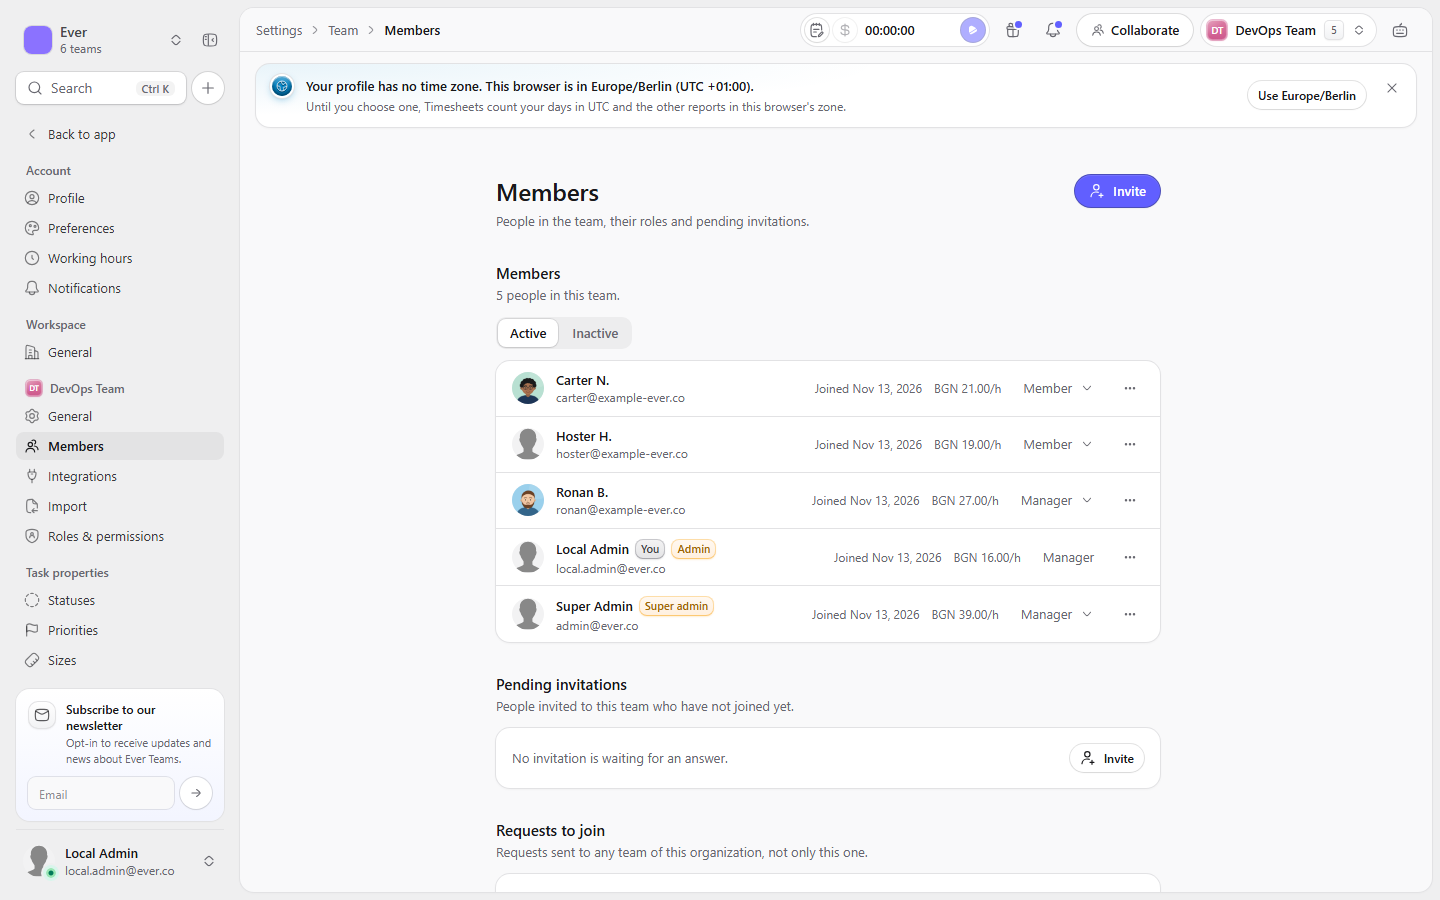 Ever
6 teams
Search
Ctrl K
Back to app
Account
Profile
Preferences
Working hours
Notifications
Workspace
General
DT DevOps Team
General
Members
Integrations
Import
Roles & permissions
Task properties
Statuses
Priorities
Sizes
Subscribe to our
newsletter
Opt-in to receive updates and
news about Ever Teams.
Email
Local Admin
local.admin@ever.co
Settings > Team > Members
00:00:00
Collaborate
DT DevOps Team 5
Your profile has no time zone. This browser is in Europe/Berlin (UTC +01:00).
Until you choose one, Timesheets count your days in UTC and the other reports in this browser's zone.
Use Europe/Berlin
Members
People in the team, their roles and pending invitations.
Invite
Members
5 people in this team.
Active
Inactive
Carter N.
carter@example-ever.co
Joined Nov 13, 2026 BGN 21.00/h Member
Hoster H.
hoster@example-ever.co
Joined Nov 13, 2026 BGN 19.00/h Member
Ronan B.
ronan@example-ever.co
Joined Nov 13, 2026 BGN 27.00/h Manager
Local Admin You Admin
local.admin@ever.co
Joined Nov 13, 2026 BGN 16.00/h Manager
Super Admin Super admin
admin@ever.co
Joined Nov 13, 2026 BGN 39.00/h Manager
Pending invitations
People invited to this team who have not joined yet.
No invitation is waiting for an answer.
Invite
Requests to join
Requests sent to any team of this organization, not only this one.